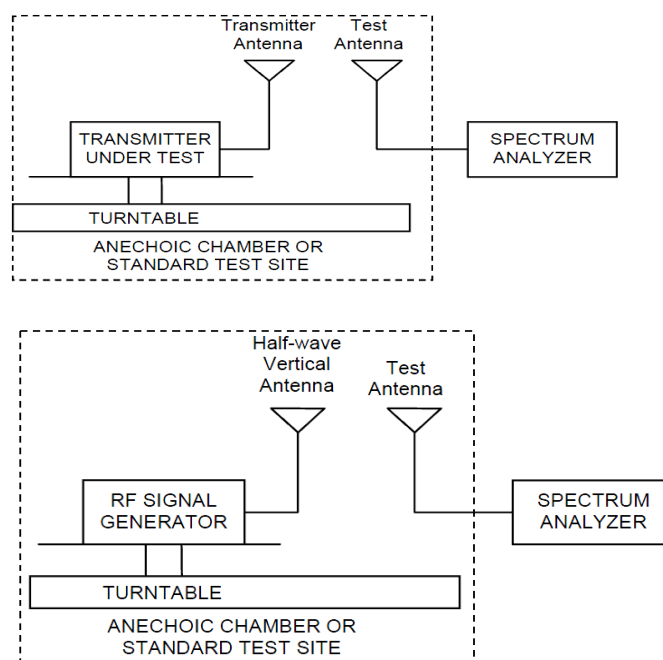 Transmitter
Antenna
Test
Antenna
TRANSMITTER
UNDER TEST
SPECTRUM
ANALYZER
TURNTABLE
ANECHOIC CHAMBER OR
STANDARD TEST SITE
Half-wave
Vertical
Antenna
Test
Antenna
RF SIGNAL
GENERATOR
SPECTRUM
ANALYZER
TURNTABLE
ANECHOIC CHAMBER OR
STANDARD TEST SITE